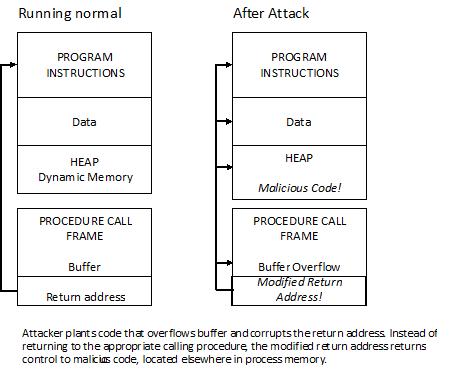 Running normal
After Attack
PROGRAM
INSTRUCTIONS
Data
HEAP
Dynamic Memory
PROCEDURE CALL
FRAME
Buffer
Return address
PROGRAM
INSTRUCTIONS
Data
HEAP
Malicious Code!
PROCEDURE CALL
FRAME
Buffer Overflow
Modified Return
Address!
Attacker plants code that overflows buffer and corrupts the return address. Instead of
returning to the appropriate calling procedure, the modified return address returns
control to malicius code, located elsewhere in process memory.